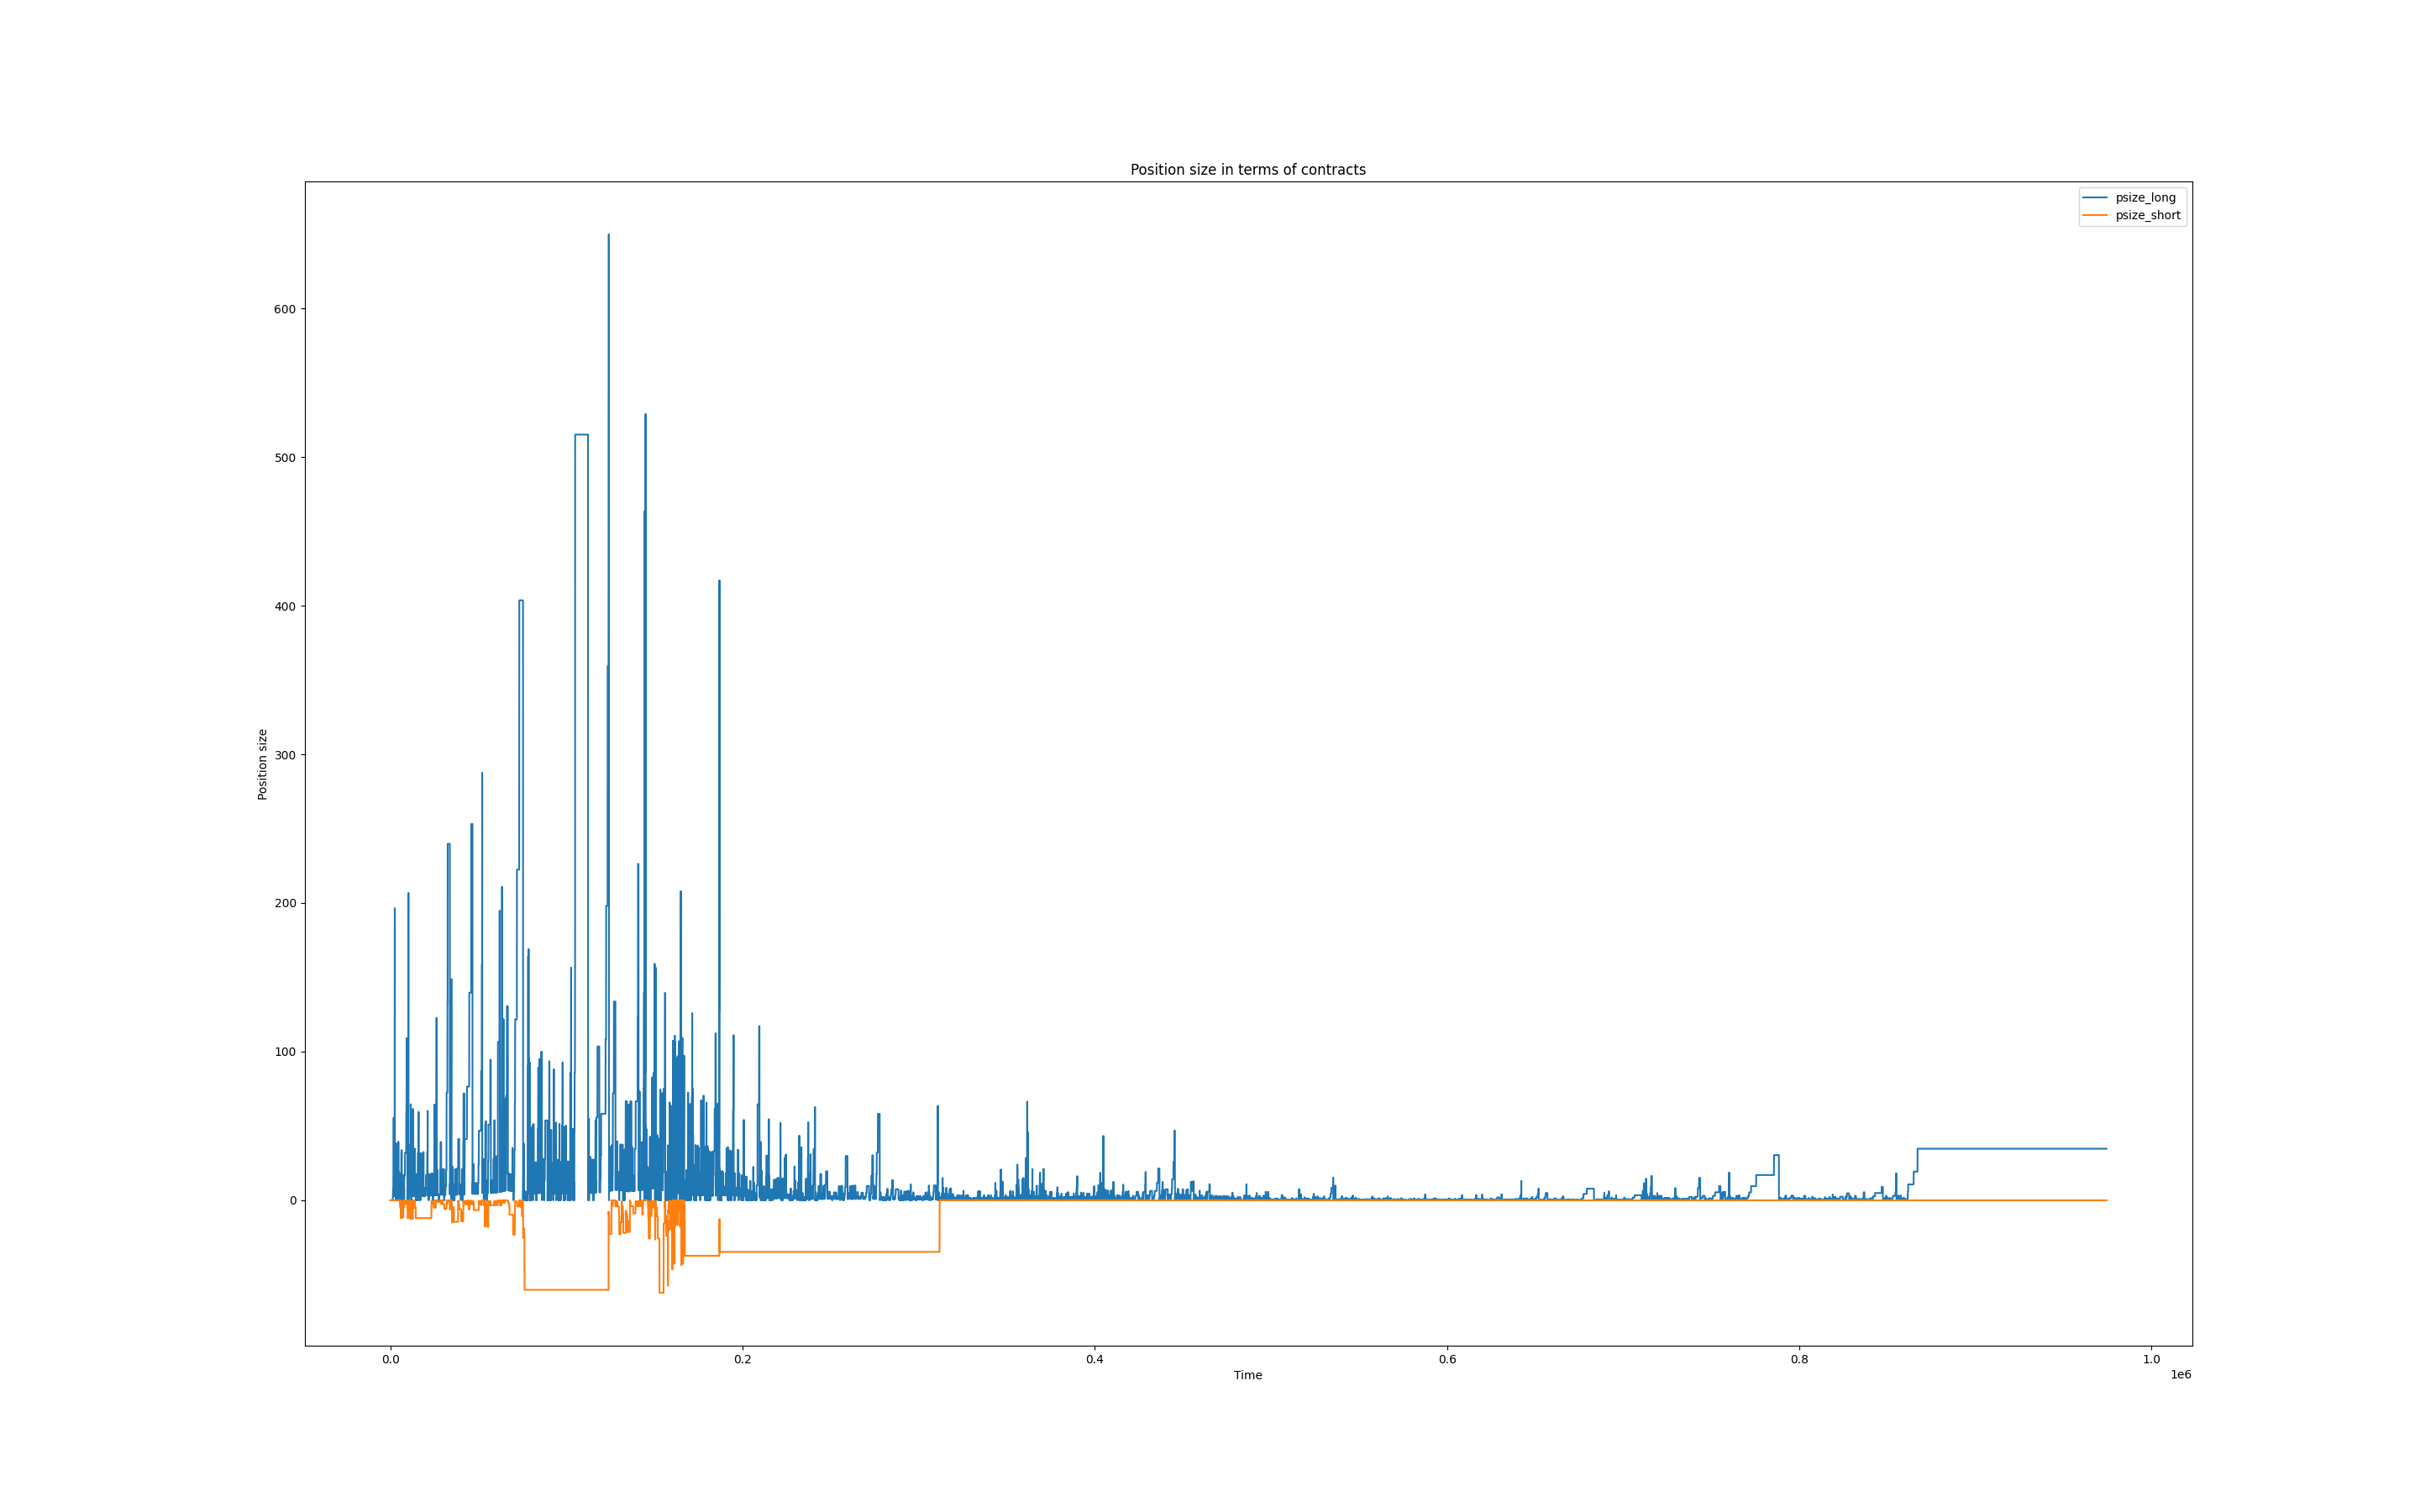 Position size in terms of contracts
psize_long
psize_short
600
500
400
300
200
100
0
Position size
0.0 0.2 0.4 0.6 0.8 1.0
Time
1e6